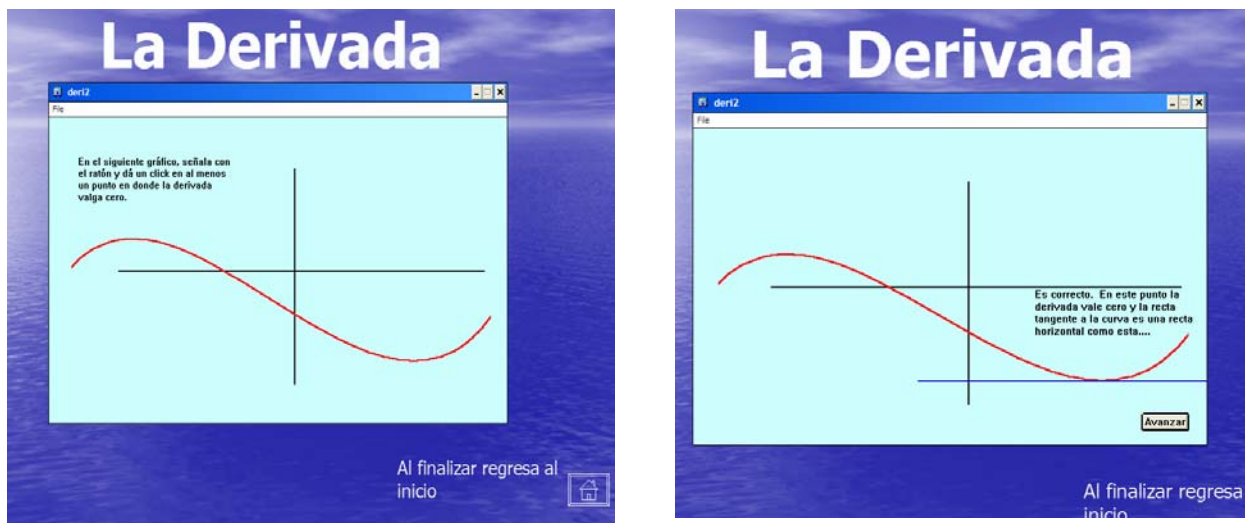 La Derivada
deri2
File
En el siguiente gráfico, señala con
el ratón y dá un click en al menos
un punto en donde la derivada
valga cero.
Al finalizar regresa al
inicio
La Derivada
deri2
File
Es correcto. En este punto la
derivada vale cero y la recta
tangente a la curva es una recta
horizontal como esta....
Avanzar
Al finalizar regresa
inicio